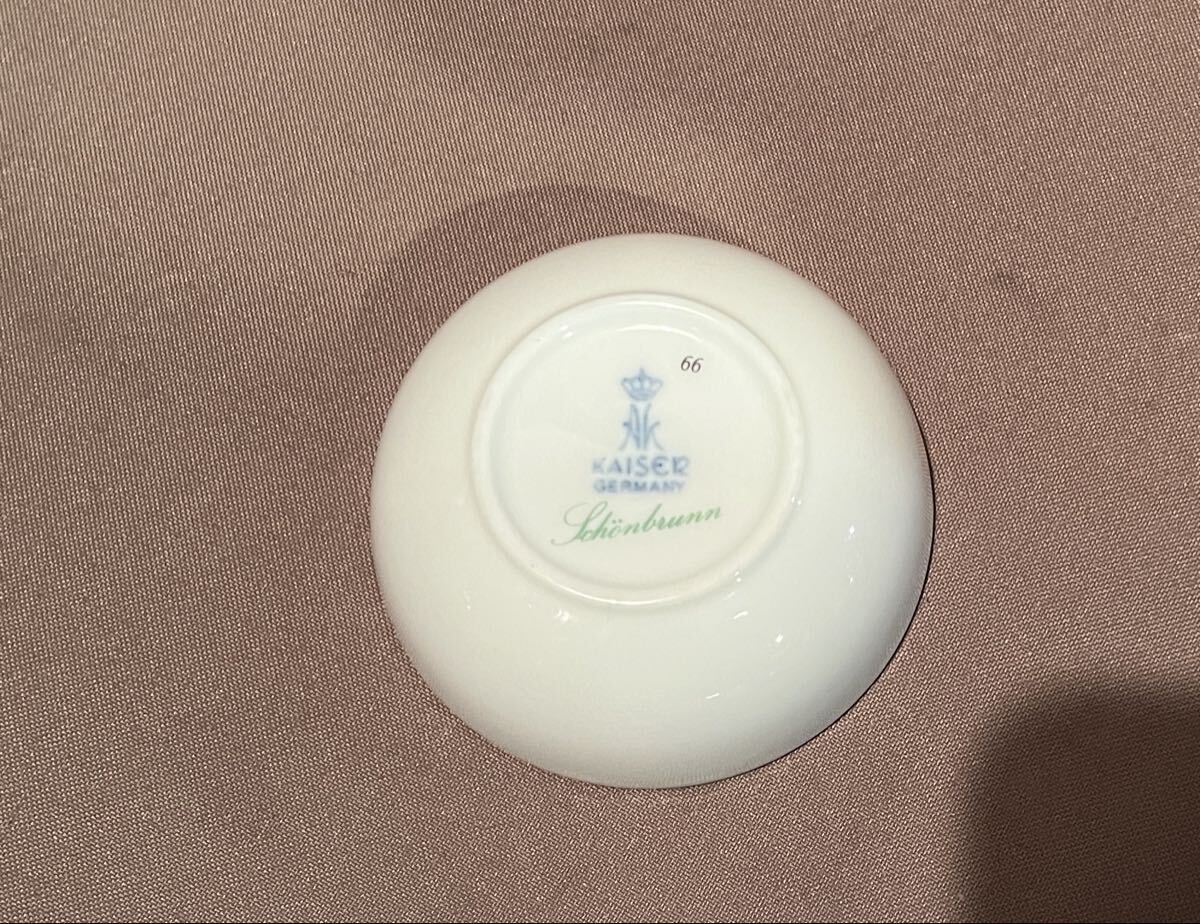 66
AK
KAISER
GERMANY
Schönbrunn